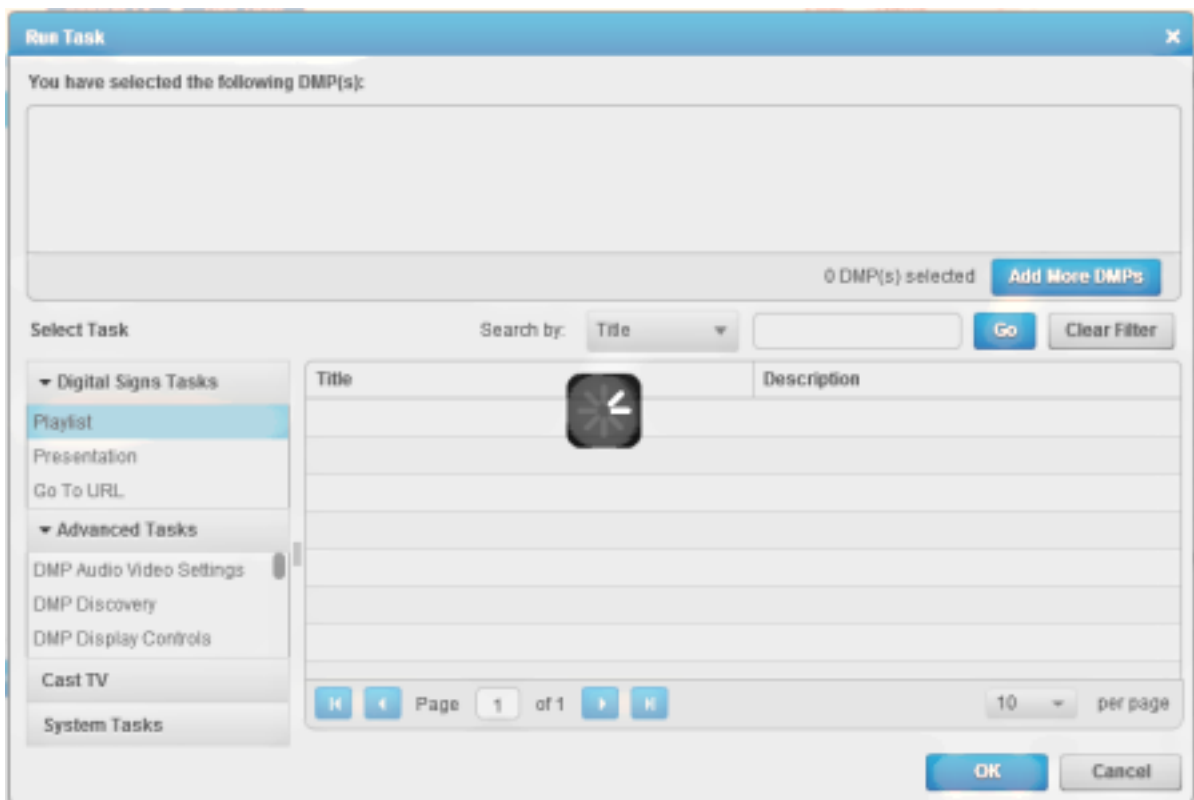 Run Task
You have selected the following DMP(s):
0 DMP(s) selected Add More DMPs
Select Task Search by: Title Go Clear Filter
Digital Signs Tasks Title Description
Playlist
Presentation
Go To URL
Advanced Tasks
DMP Audio Video Settings
DMP Discovery
DMP Display Controls
Cast TV
Page 1 of 1 10 per page
System Tasks
OK Cancel